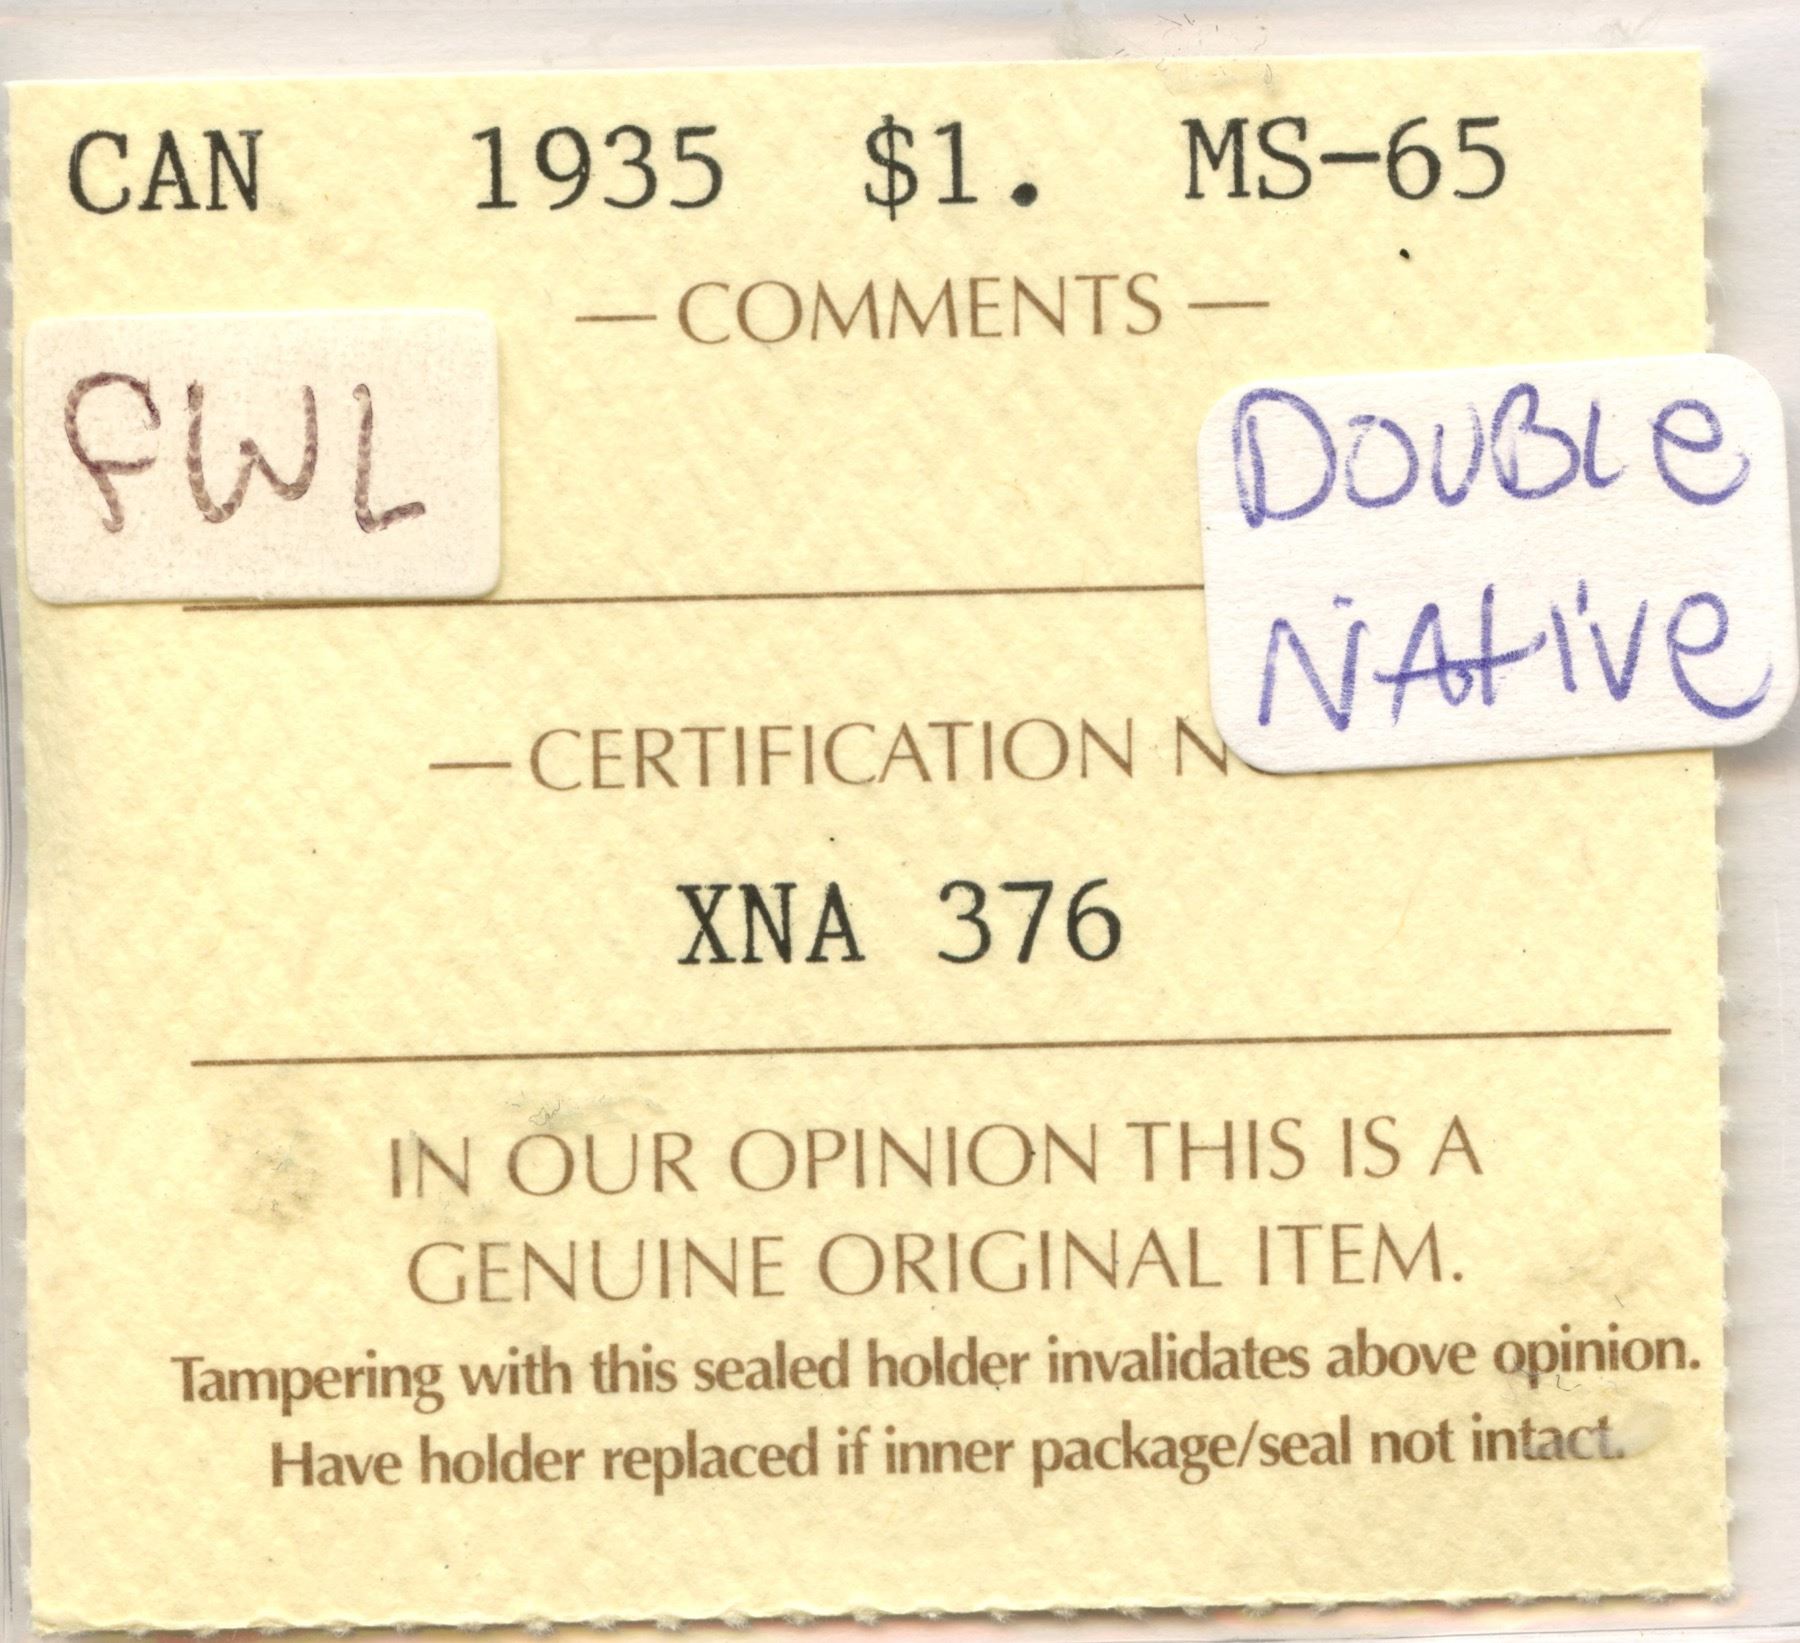 CAN 1935 $1. MS-65
— COMMENTS —
FWL
DOUBLE
NAtive
— CERTIFICATION N
XNA 376
IN OUR OPINION THIS IS A
GENUINE ORIGINAL ITEM.
Tampering with this sealed holder invalidates above opinion.
Have holder replaced if inner package/seal not intact.